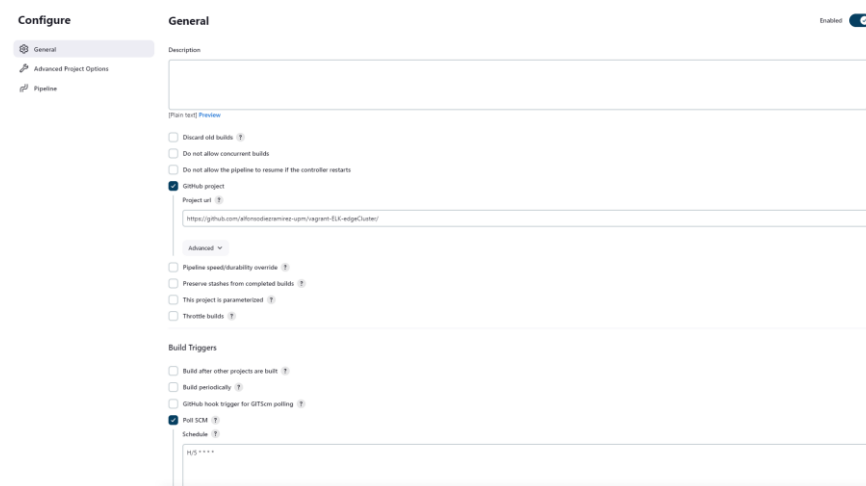 Configure
General
Advanced Project Options
Pipeline
General
Enabled
Description
[Plain text] Preview
Discard old builds ?
Do not allow concurrent builds
Do not allow the pipeline to resume if the controller restarts
GitHub project
Project url ?
https://github.com/alfonsodiezramirez-upm/vagrant-ELK-edgeCluster/
Advanced
Pipeline speed/durability override ?
Preserve stashes from completed builds ?
This project is parameterized ?
Throttle builds ?
Build Triggers
Build after other projects are built ?
Build periodically ?
GitHub hook trigger for GITScm polling ?
Poll SCM ?
Schedule ?
H/5 * * * *